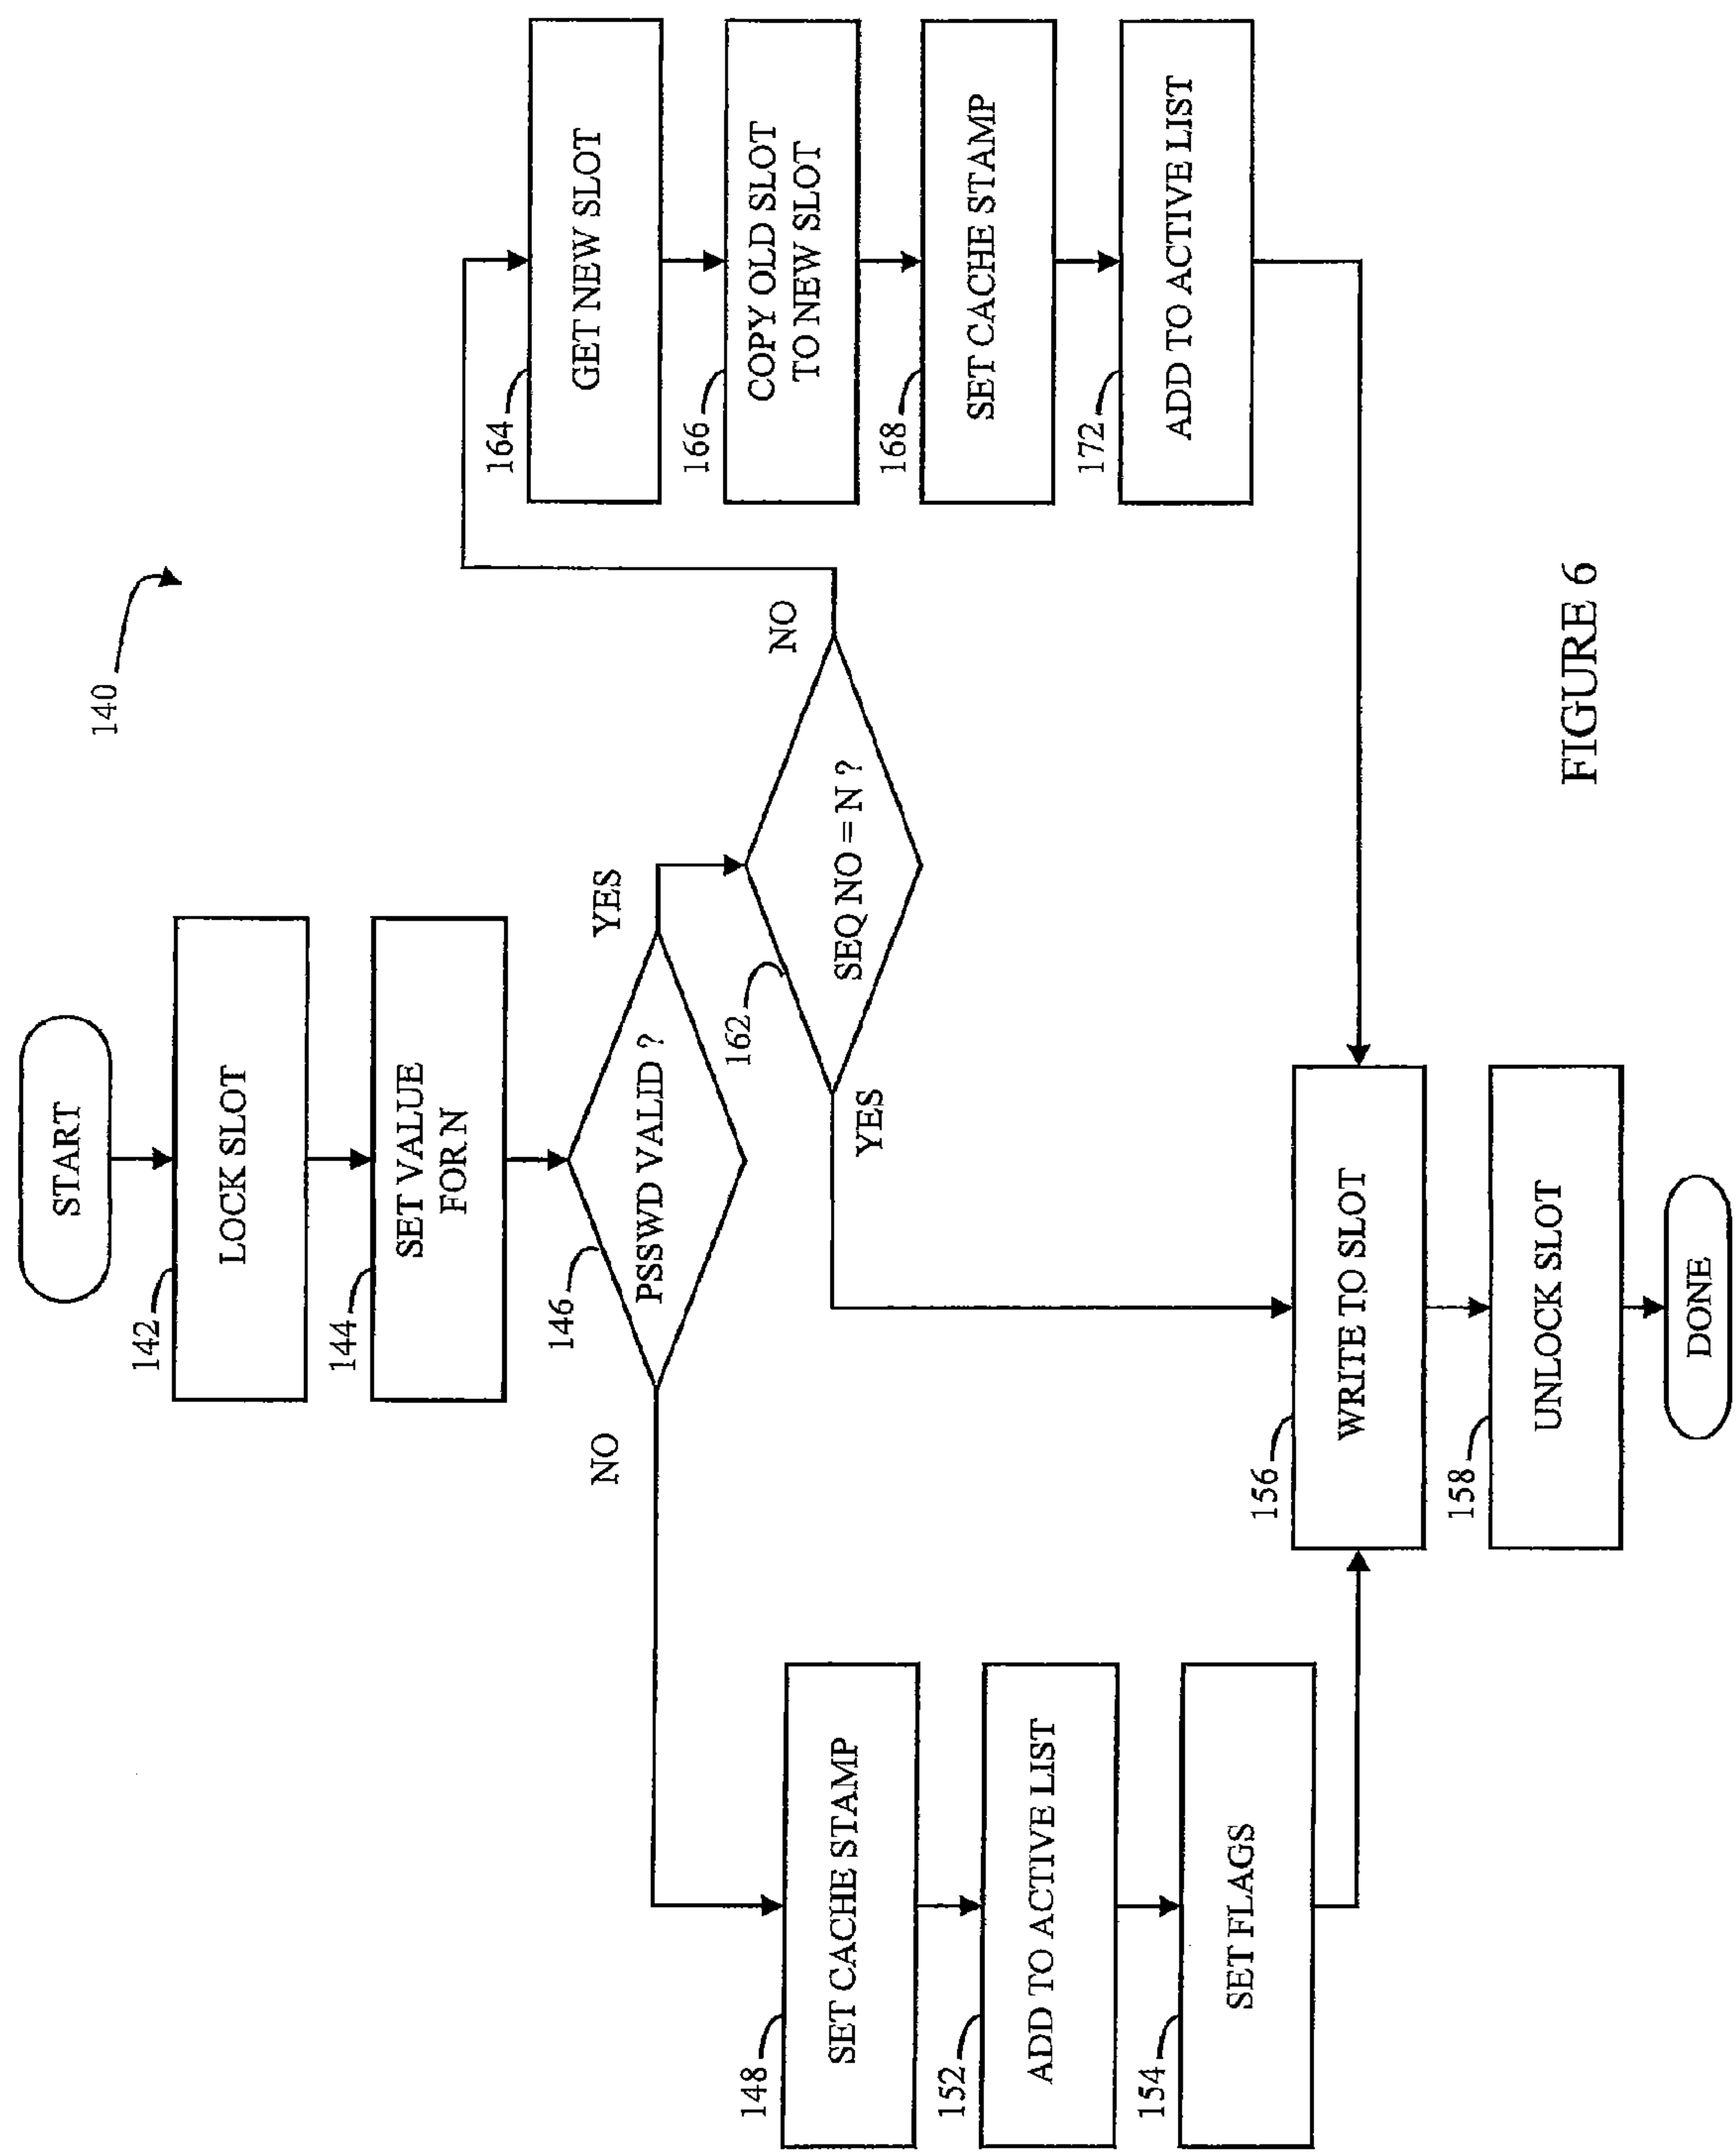 140
START
142
LOCK SLOT
144
SET VALUE
FOR N
146
PSSWD VALID ?
NO
YES
148
SET CACHE STAMP
152
ADD TO ACTIVE LIST
154
SET FLAGS
162
SEQ NO = N ?
YES
NO
164
GET NEW SLOT
166
COPY OLD SLOT
TO NEW SLOT
168
SET CACHE STAMP
172
ADD TO ACTIVE LIST
156
WRITE TO SLOT
158
UNLOCK SLOT
DONE
FIGURE 6